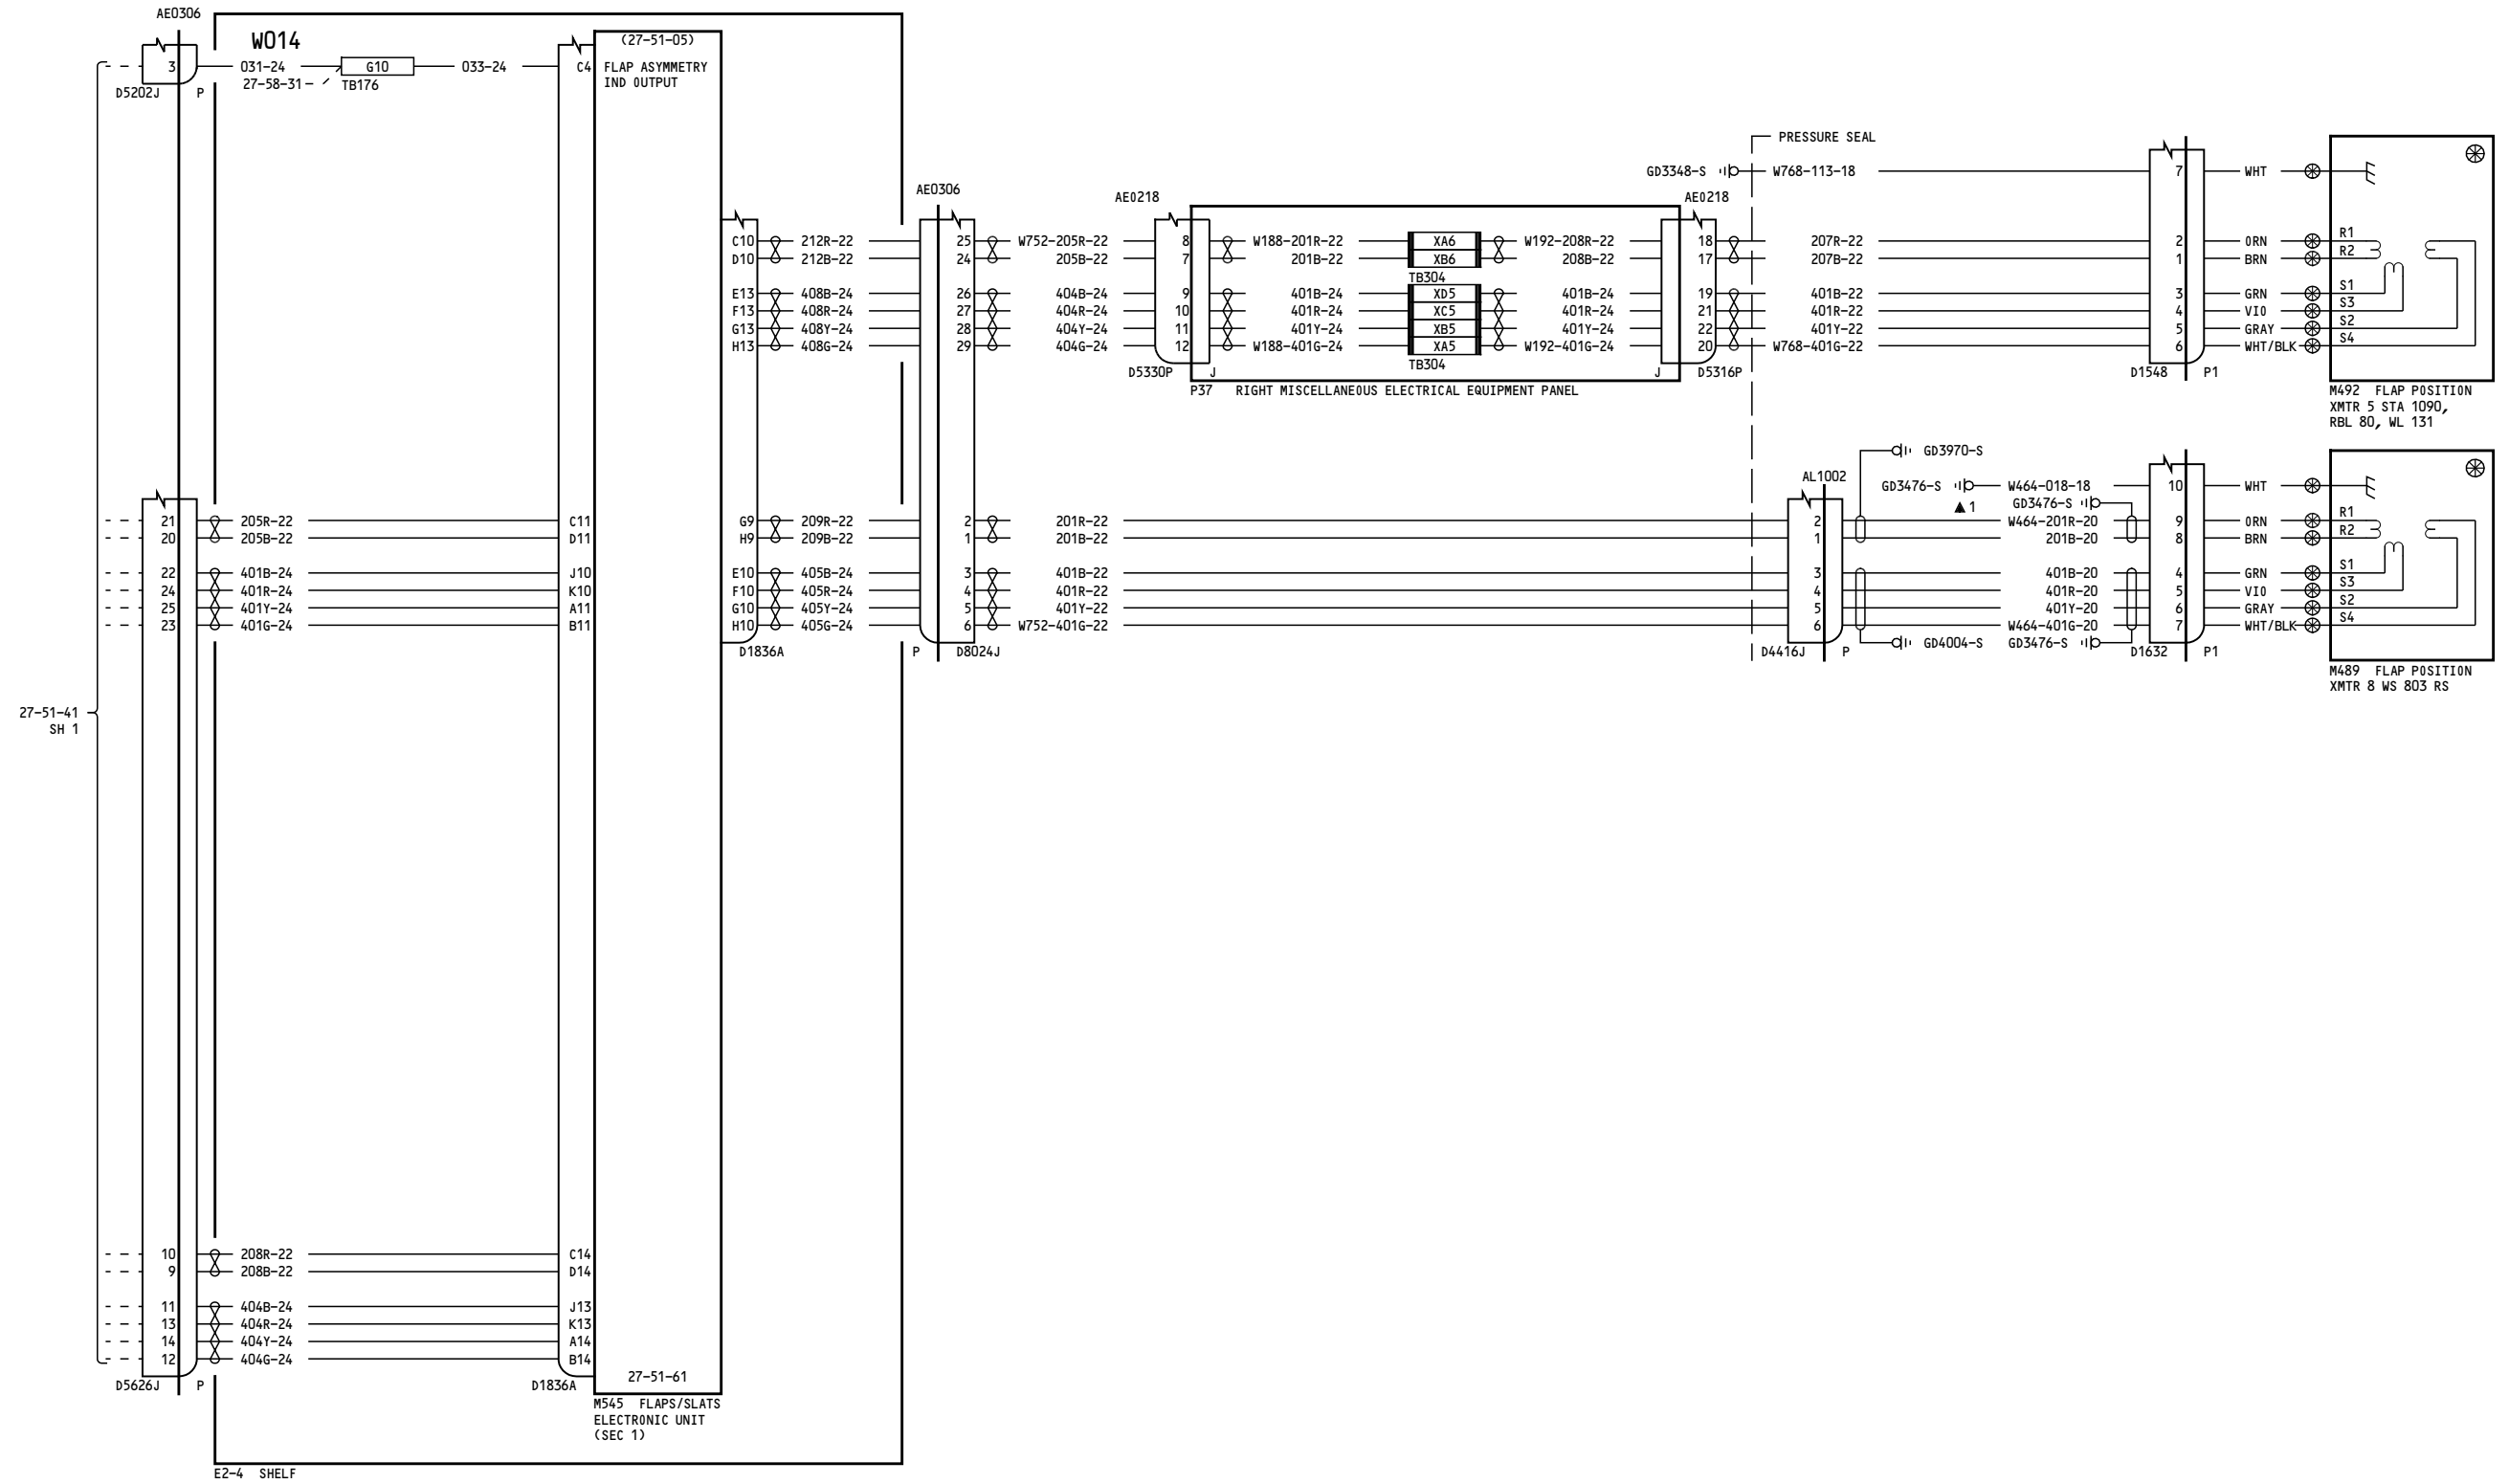 AE0306
W014
3
031-24
G10
033-24
C4
27-58-31
TB176
D5202J
P
(27-51-05)
FLAP ASYMMETRY
IND OUTPUT
PRESSURE SEAL
GD3348-S
W768-113-18
7
WHT
AE0306
AE0218
AE0218
C10
212R-22
25
W752-205R-22
8
W188-201R-22
XA6
W192-208R-22
18
207R-22
2
ORN
R1
D10
212B-22
24
205B-22
7
201B-22
XB6
208B-22
17
207B-22
1
BRN
R2
TB304
E13
408B-24
26
404B-24
9
401B-24
XD5
401B-24
19
401B-22
3
GRN
S1
F13
408R-24
27
404R-24
10
401R-24
XC5
401R-24
21
401R-22
4
VIO
S3
G13
408Y-24
28
404Y-24
11
401Y-24
XB5
401Y-24
22
401Y-22
5
GRAY
S2
H13
408G-24
29
404G-24
12
W188-401G-24
XA5
W192-401G-24
20
W768-401G-22
6
WHT/BLK
S4
TB304
D5330P
J
J
D5316P
D1548
P1
P37 RIGHT MISCELLANEOUS ELECTRICAL EQUIPMENT PANEL
M492 FLAP POSITION
XMTR 5 STA 1090,
RBL 80, WL 131
GD3970-S
AL1002
GD3476-S
W464-018-18
10
WHT
1
GD3476-S
21
205R-22
C11
G9
209R-22
2
201R-22
2
W464-201R-20
9
ORN
R1
20
205B-22
D11
H9
209B-22
1
201B-22
1
201B-20
8
BRN
R2
22
401B-24
J10
E10
405B-24
3
401B-22
3
401B-20
4
GRN
S1
24
401R-24
K10
F10
405R-24
4
401R-22
4
401R-20
5
VIO
S3
25
401Y-24
A11
G10
405Y-24
5
401Y-22
5
401Y-20
6
GRAY
S2
23
401G-24
B11
H10
405G-24
6
W752-401G-22
6
W464-401G-20
7
WHT/BLK
S4
D1836A
P
D8024J
D4416J
P
GD4004-S
GD3476-S
D1632
P1
M489 FLAP POSITION
XMTR 8 WS 803 RS
27-51-41
SH 1
10
208R-22
C14
9
208B-22
D14
11
404B-24
J13
13
404R-24
K13
14
404Y-24
A14
12
404G-24
B14
27-51-61
D5626J
P
D1836A
M545 FLAPS/SLATS
ELECTRONIC UNIT
(SEC 1)
E2-4 SHELF